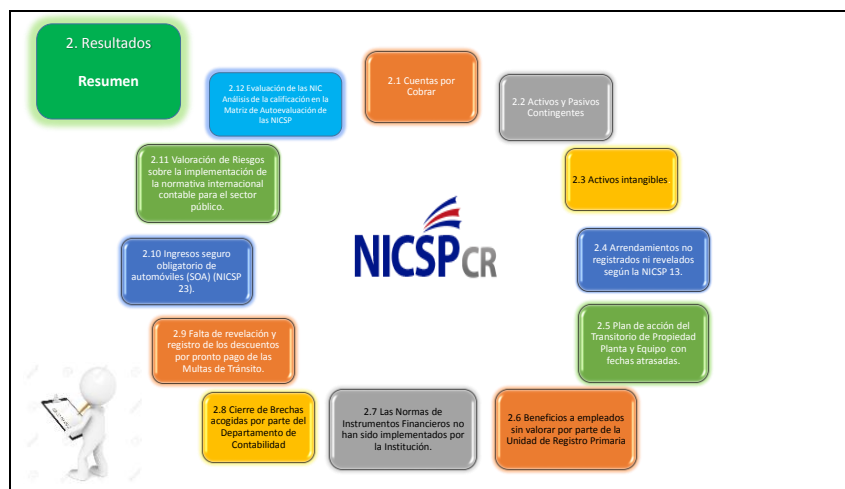 2. Resultados
Resumen
2.1 Cuentas por
Cobrar
2.2 Activos y Pasivos
Contingentes
2.3 Activos intangibles
2.4 Arrendamientos no
registrados ni revelados
según la NICSP 13.
2.5 Plan de acción del
Transitorio de Propiedad
Planta y Equipo con
fechas atrasadas.
2.6 Beneficios a empleados
sin valorar por parte de la
Unidad de Registro Primaría
2.7 Las Normas de
Instrumentos Financieros no
han sido implementados por
la Institución.
2.8 Cierre de Brechas
acogidas por parte del
Departamento de
Contabilidad
2.9 Falta de revelación y
registro de los descuentos
por pronto pago de las
Multas de Tránsito.
2.10 Ingresos seguro
obligatorio de
automóviles (SOA) (NICSP
23).
2.11 Valoración de Riesgos
sobre la implementación de
la normativa internacional
contable para el sector
público.
2.12 Evaluación de las NIC
Análisis de la calificación en la
Matriz de Autoevaluación de
las NICSP
NICSP CR